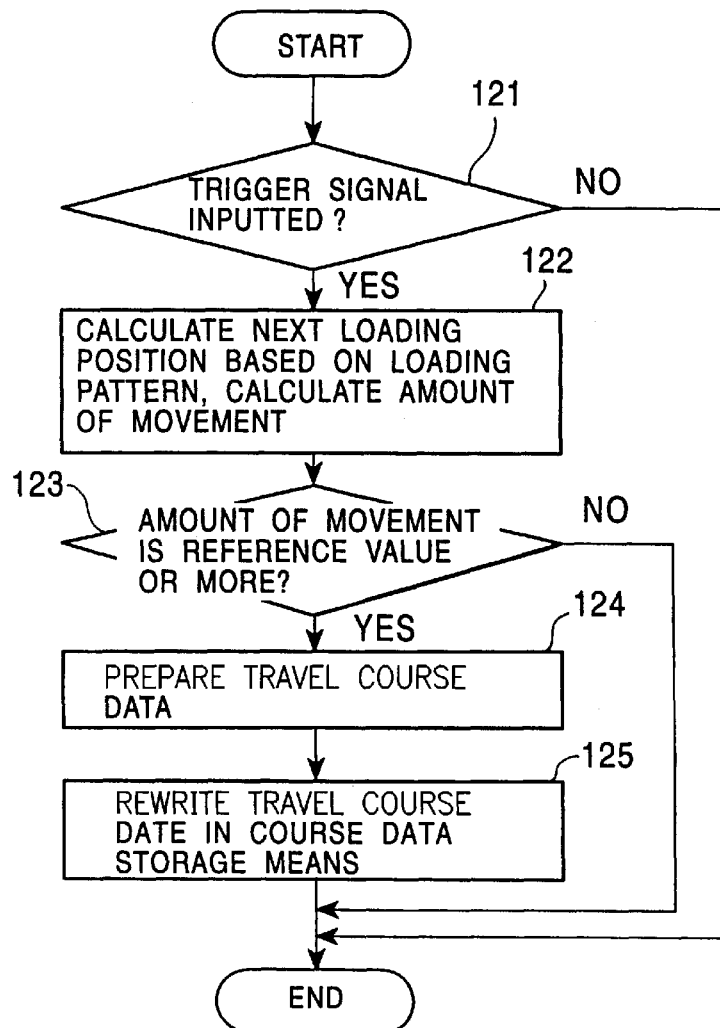 START
121
TRIGGER SIGNAL
INPUTTED ?
NO
YES
122
CALCULATE NEXT LOADING
POSITION BASED ON LOADING
PATTERN, CALCULATE AMOUNT
OF MOVEMENT
123
AMOUNT OF MOVEMENT
IS REFERENCE VALUE
OR MORE?
NO
YES
124
PREPARE TRAVEL COURSE
DATA
125
REWRITE TRAVEL COURSE
DATE IN COURSE DATA
STORAGE MEANS
END